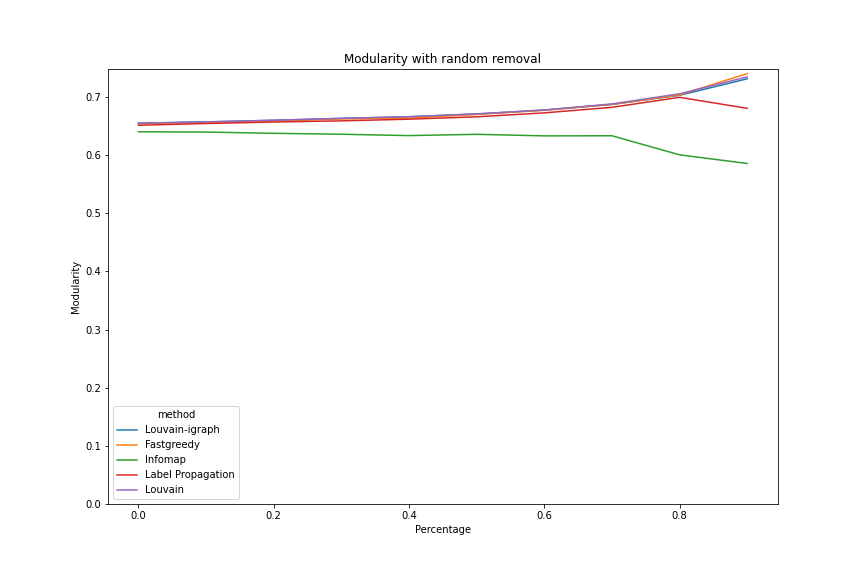 Modularity with random removal
Modularity
0.7
0.6
0.5
0.4
0.3
0.2
0.1
0.0
method
Louvain-igraph
Fastgreedy
Infomap
Label Propagation
Louvain
0.0 0.2 0.4 0.6 0.8
Percentage